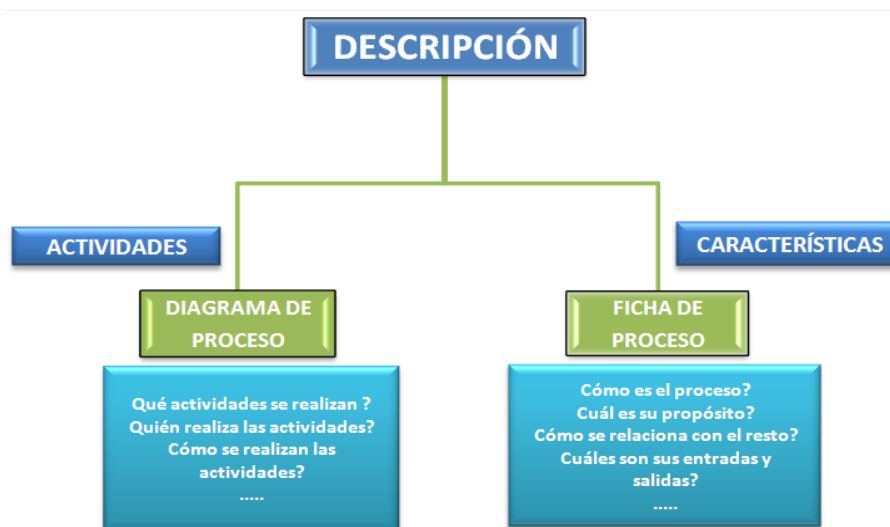 DESCRIPCIÓN
ACTIVIDADES
CARACTERÍSTICAS
DIAGRAMA DE
PROCESO
FICHA DE
PROCESO
Qué actividades se realizan ?
Quién realiza las actividades?
Cómo se realizan las
actividades?
.....
Cómo es el proceso?
Cuál es su propósito?
Cómo se relaciona con el resto?
Cuáles son sus entradas y
salidas?
.....